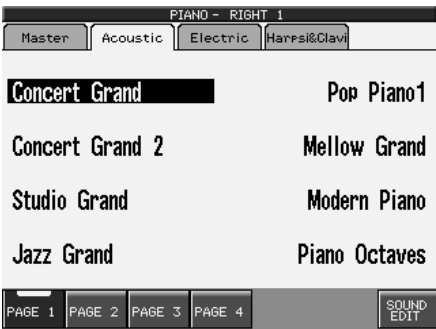 PIANO - RIGHT 1
Master Acoustic Electric Harpsi&Clavi
Concert Grand Pop Piano1
Concert Grand 2 Mellow Grand
Studio Grand Modern Piano
Jazz Grand Piano Octaves
PAGE 1 PAGE 2 PAGE 3 PAGE 4 SOUND
EDIT